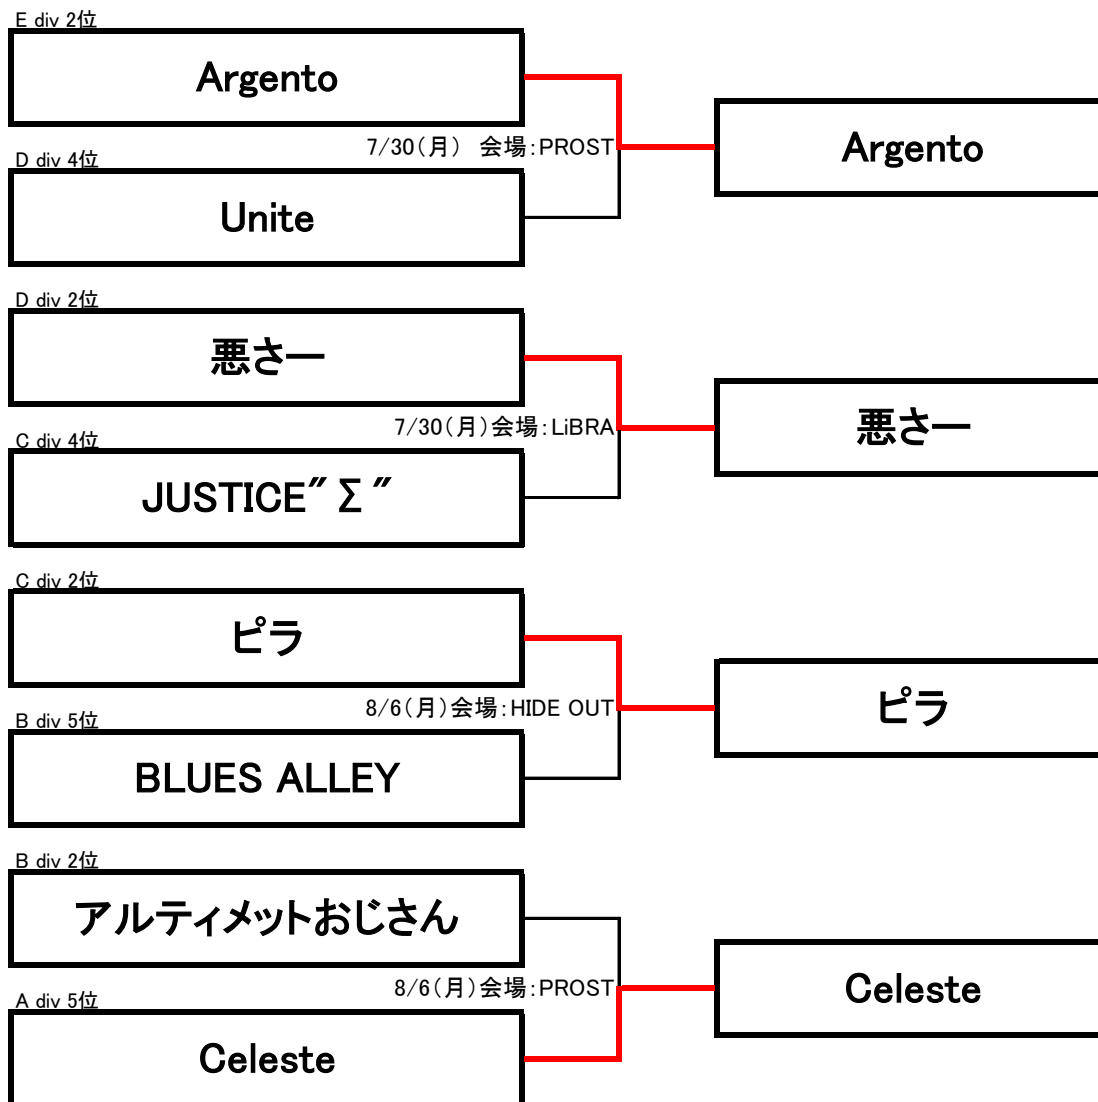 E div 2位
Argento
7/30(月) 会場:PROST
Argento
D div 4位
Unite
D div 2位
悪さー
7/30(月)会場:LiBRA
悪さー
C div 4位
JUSTICE"Σ"
C div 2位
ピラ
8/6(月)会場:HIDE OUT
ピラ
B div 5位
BLUES ALLEY
B div 2位
アルティメットおじさん
8/6(月)会場:PROST
Celeste
A div 5位
Celeste